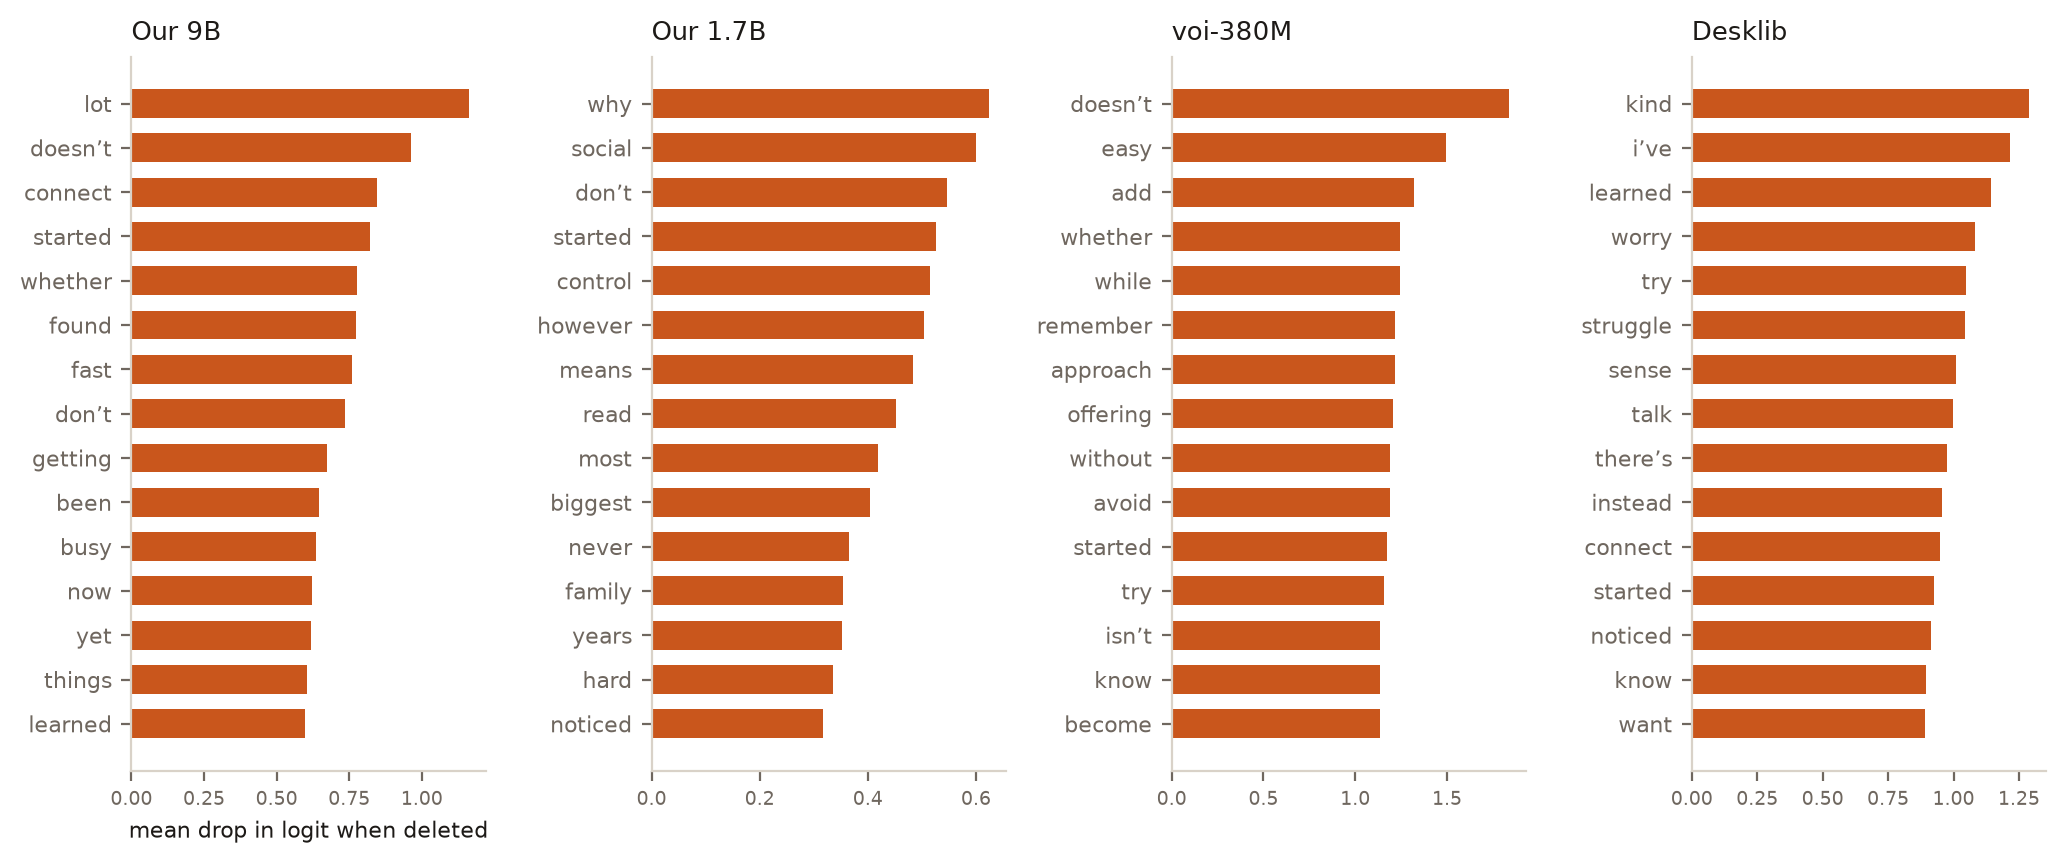 Our 9B
lot
doesn’t
connect
started
whether
found
fast
don’t
getting
been
busy
now
yet
things
learned
0.00 0.25 0.50 0.75 1.00
mean drop in logit when deleted
Our 1.7B
why
social
don’t
started
control
however
means
read
most
biggest
never
family
years
hard
noticed
0.0 0.2 0.4 0.6
voi-380M
doesn’t
easy
add
whether
while
remember
approach
offering
without
avoid
started
try
isn’t
know
become
0.0 0.5 1.0 1.5
Desklib
kind
i’ve
learned
worry
try
struggle
sense
talk
there’s
instead
connect
started
noticed
know
want
0.00 0.25 0.50 0.75 1.00 1.25